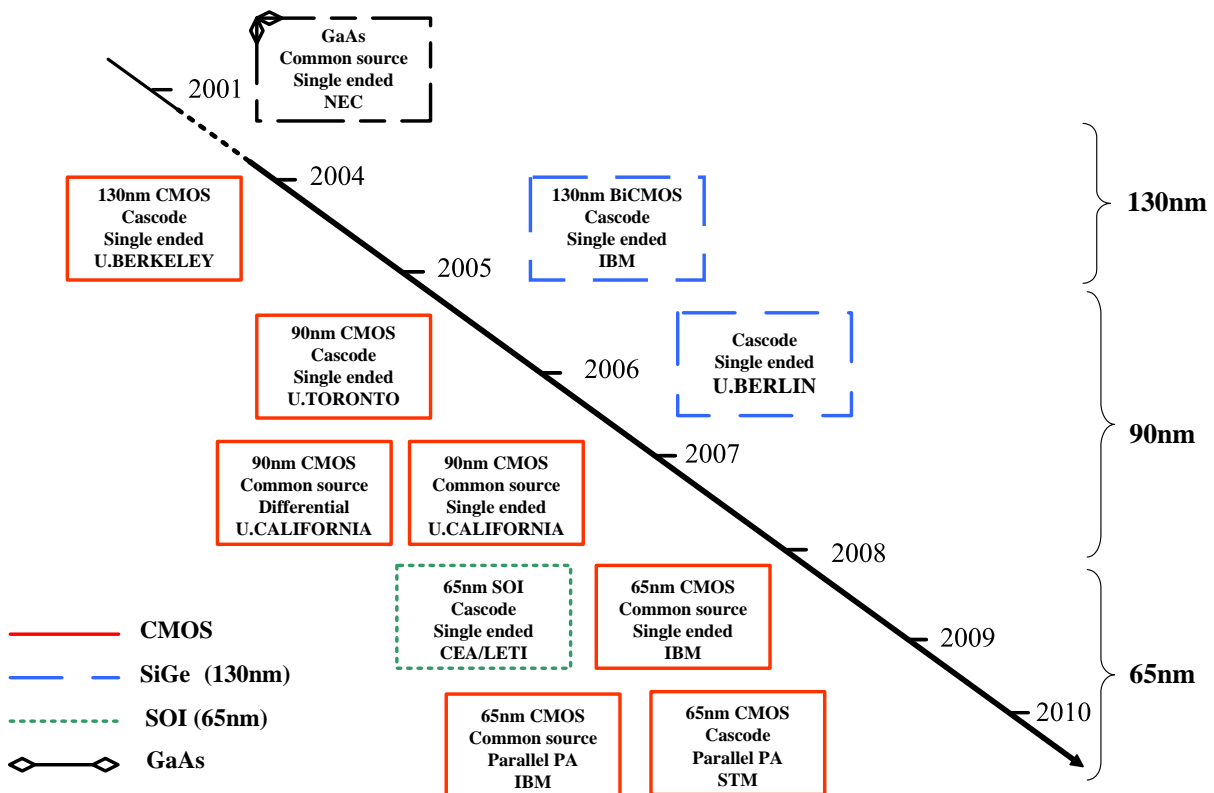 GaAs
Common source
Single ended
NEC
2001
2004
130nm CMOS
Cascode
Single ended
U.BERKELEY
130nm BiCMOS
Cascode
Single ended
IBM
130nm
2005
90nm CMOS
Cascode
Single ended
U.TORONTO
2006
Cascode
Single ended
U.BERLIN
90nm
2007
90nm CMOS
Common source
Differential
U.CALIFORNIA
90nm CMOS
Common source
Single ended
U.CALIFORNIA
2008
65nm SOI
Cascode
Single ended
CEA/LETI
65nm CMOS
Common source
Single ended
IBM
2009
65nm
2010
65nm CMOS
Common source
Parallel PA
IBM
65nm CMOS
Cascode
Parallel PA
STM
CMOS
SiGe (130nm)
SOI (65nm)
GaAs